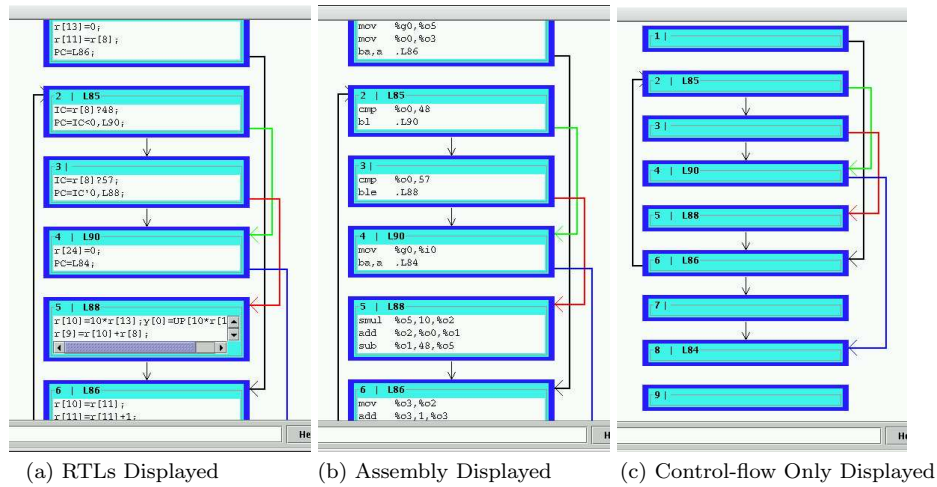 r[13]=0;
r[11]=r[8];
PC=L86;
2 | L85
IC=r[8]?48;
PC=IC<0,L90;
3 |
IC=r[8]?57;
PC=IC'0,L88;
4 | L90
r[24]=0;
PC=L84;
5 | L88
r[10]=10*r[13];y[0]=UP[10*r[1
r[9]=r[10]+r[8];
6 | L86
r[10]=r[11];
r[11]=r[11]+1;
He
(a) RTLs Displayed
mov %g0,%o5
mov %o0,%o3
ba,a .L86
2 | L85
cmp %o0,48
bl .L90
3 |
cmp %o0,57
ble .L88
4 | L90
mov %g0,%i0
ba,a .L84
5 | L88
smul %o5,10,%o2
add %o2,%o0,%o1
sub %o1,48,%o5
6 | L86
mov %o3,%o2
add %o3,1,%o3
H
(b) Assembly Displayed
1 |
2 | L85
3 |
4 | L90
5 | L88
6 | L86
7 |
8 | L84
9 |
He
(c) Control-flow Only Displayed